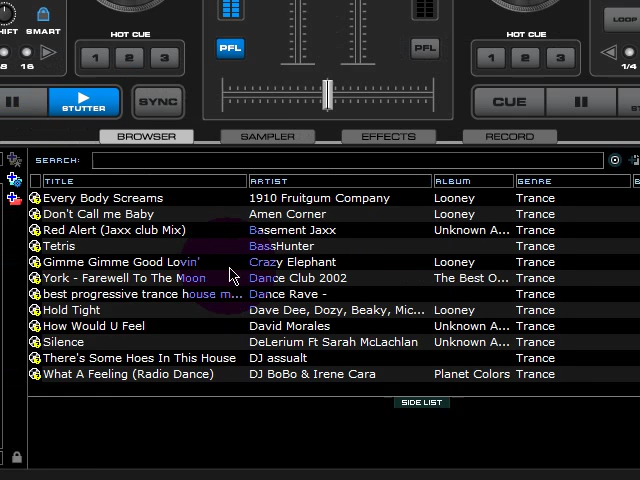 HIFT SMART
8 16
HOT CUE
1 2 3
STUTTER
SYNC
PFL
PFL
HOT CUE
1 2 3
CUE
LOOP
1/4
BROWSER SAMPLER EFFECTS RECORD
SEARCH:
TITLE ARTIST ALBUM GENRE
Every Body Screams 1910 Fruitgum Company Looney Trance
Don't Call me Baby Amen Corner Looney Trance
Red Alert (Jaxx club Mix) Basement Jaxx Unknown A... Trance
Tetris BassHunter Trance
Gimme Gimme Good Lovin' Crazy Elephant Looney Trance
York - Farewell To The Moon Dance Club 2002 The Best O... Trance
best progressive trance house m... Dance Rave - Trance
Hold Tight Dave Dee, Dozy, Beaky, Mic... Looney Trance
How Would U Feel David Morales Unknown A... Trance
Silence DeLerium Ft Sarah McLachlan Unknown A... Trance
There's Some Hoes In This House DJ assualt Trance
What A Feeling (Radio Dance) DJ BoBo & Irene Cara Planet Colors Trance
SIDE LIST